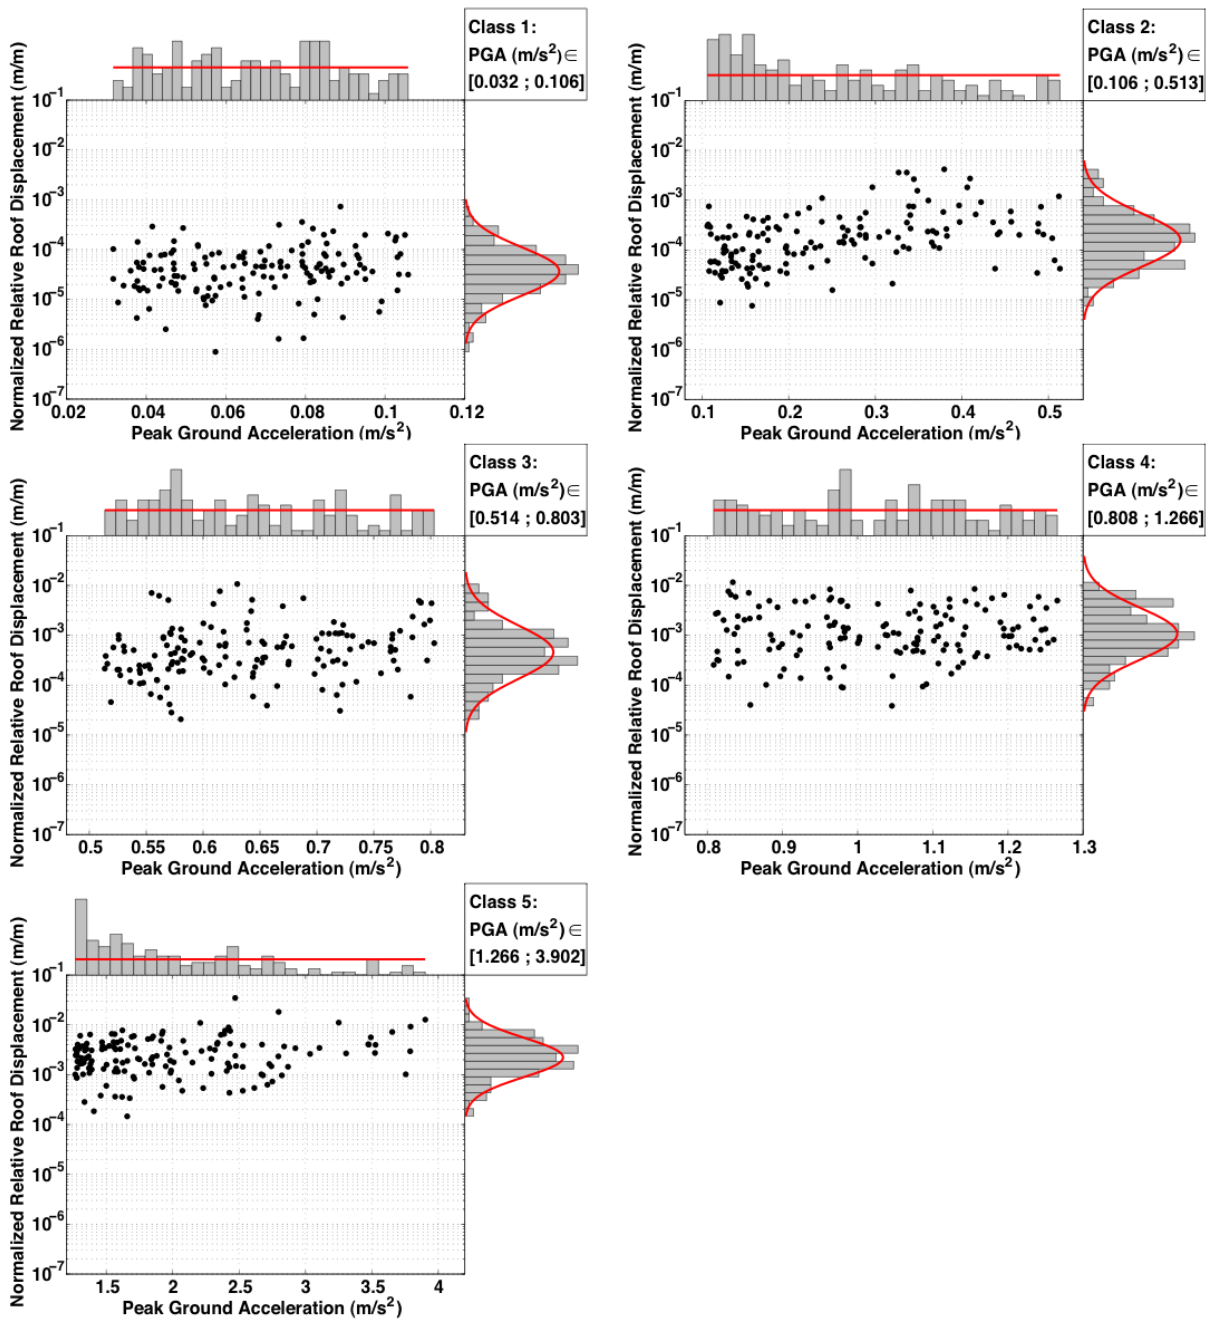 Class 1:
PGA (m/s²) ∈
[0.032 ; 0.106]
Normalized Relative Roof Displacement (m/m)
10⁻¹
10⁻²
10⁻³
10⁻⁴
10⁻⁵
10⁻⁶
10⁻⁷
0.02 0.04 0.06 0.08 0.1 0.12
Peak Ground Acceleration (m/s²)
Class 2:
PGA (m/s²) ∈
[0.106 ; 0.513]
Normalized Relative Roof Displacement (m/m)
10⁻¹
10⁻²
10⁻³
10⁻⁴
10⁻⁵
10⁻⁶
10⁻⁷
0.1 0.2 0.3 0.4 0.5
Peak Ground Acceleration (m/s²)
Class 3:
PGA (m/s²) ∈
[0.514 ; 0.803]
Normalized Relative Roof Displacement (m/m)
10⁻¹
10⁻²
10⁻³
10⁻⁴
10⁻⁵
10⁻⁶
10⁻⁷
0.5 0.55 0.6 0.65 0.7 0.75 0.8
Peak Ground Acceleration (m/s²)
Class 4:
PGA (m/s²) ∈
[0.808 ; 1.266]
Normalized Relative Roof Displacement (m/m)
10⁻¹
10⁻²
10⁻³
10⁻⁴
10⁻⁵
10⁻⁶
10⁻⁷
0.8 0.9 1 1.1 1.2 1.3
Peak Ground Acceleration (m/s²)
Class 5:
PGA (m/s²) ∈
[1.266 ; 3.902]
Normalized Relative Roof Displacement (m/m)
10⁻¹
10⁻²
10⁻³
10⁻⁴
10⁻⁵
10⁻⁶
10⁻⁷
1.5 2 2.5 3 3.5 4
Peak Ground Acceleration (m/s²)